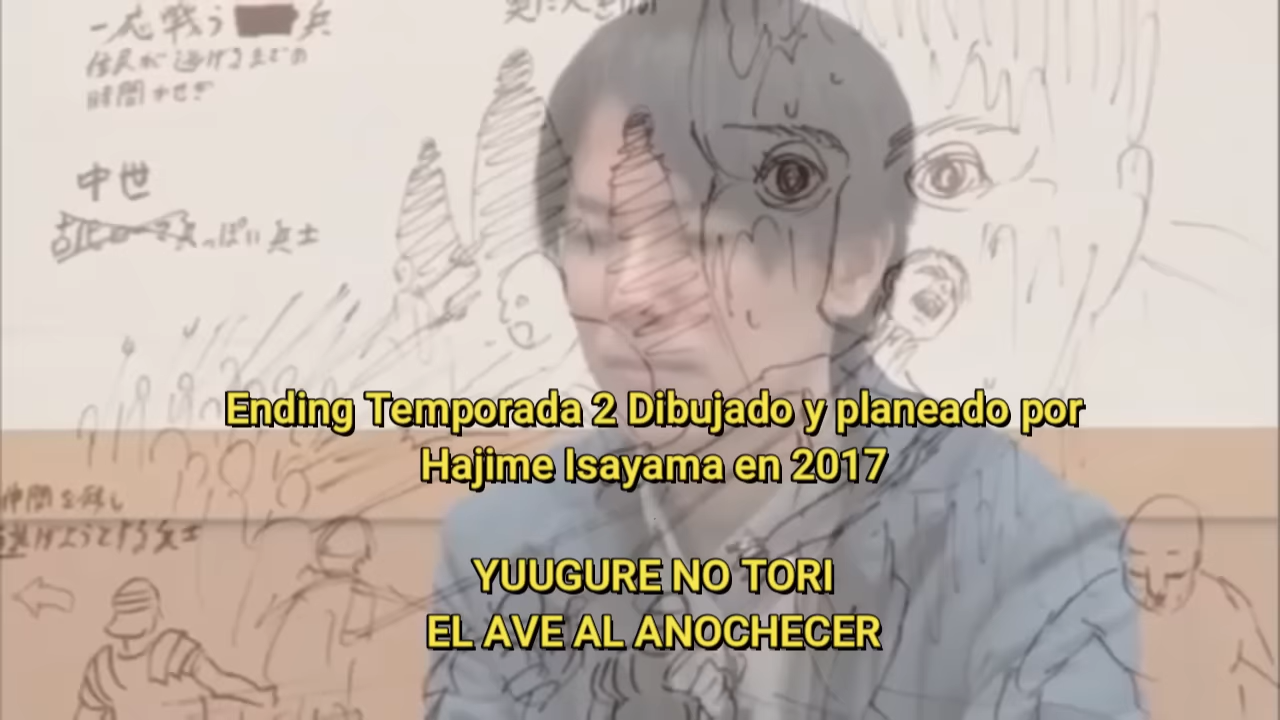 一応戦う 兵
住民が逃げるまでの
時間かせぎ
中世
っぽい兵士
仲間を残し
逃げようとする兵士
Ending Temporada 2 Dibujado y planeado por
Hajime Isayama en 2017
YUUGURE NO TORI
EL AVE AL ANOCHECER